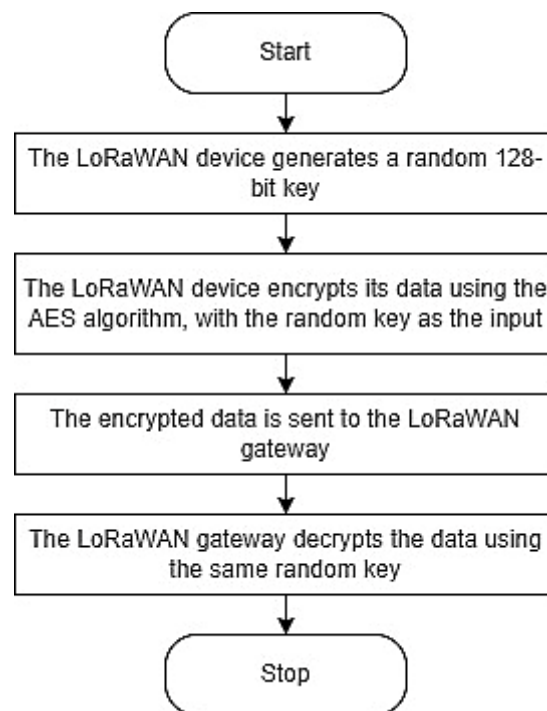 Start
The LoRaWAN device generates a random 128-
bit key
The LoRaWAN device encrypts its data using the
AES algorithm, with the random key as the input
The encrypted data is sent to the LoRaWAN
gateway
The LoRaWAN gateway decrypts the data using
the same random key
Stop